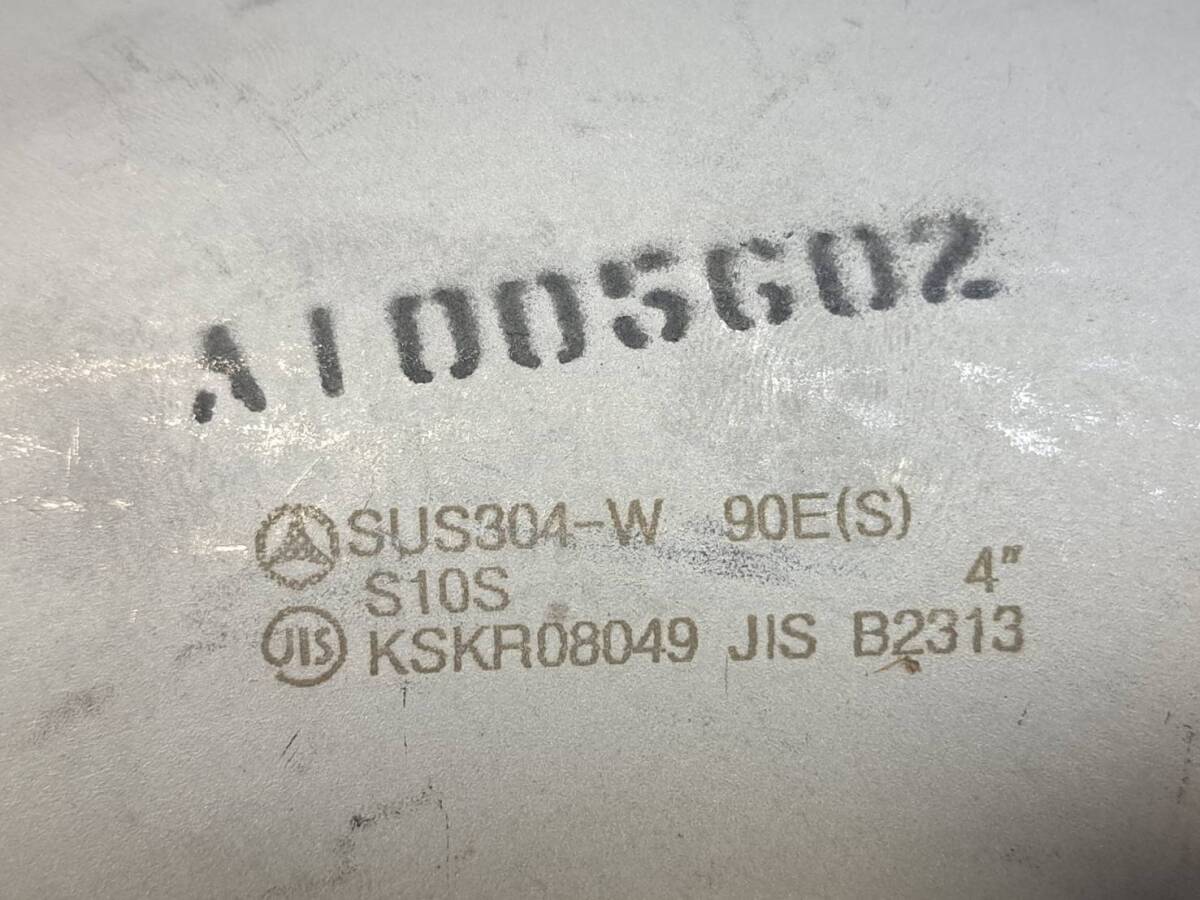 A1005G02
SUS304-W 90E(S)
S10S 4"
JIS KSKR08049 JIS B2313